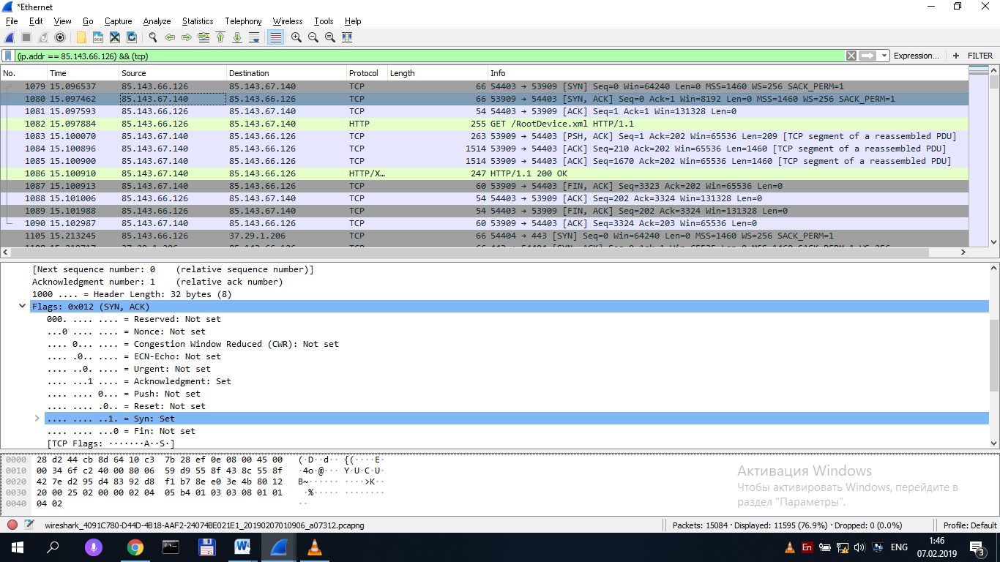 *Ethernet
File Edit View Go Capture Analyze Statistics Telephony Wireless Tools Help
(ip.addr == 85.143.66.126) && (tcp) Expression... + FILTER
No. Time Source Destination Protocol Length Info
1079 15.096537 85.143.66.126 85.143.67.140 TCP 66 54403 → 53909 [SYN] Seq=0 Win=64240 Len=0 MSS=1460 WS=256 SACK_PERM=1
1080 15.097462 85.143.67.140 85.143.66.126 TCP 66 54403 → 53909 [SYN, ACK] Seq=0 Ack=1 Win=8192 Len=0 MSS=1460 WS=256 SACK_PERM=1
1081 15.097593 85.143.66.126 85.143.67.140 TCP 54 54403 → 53909 [ACK] Seq=1 Ack=1 Win=131328 Len=0
1082 15.097884 85.143.66.126 85.143.67.140 HTTP 255 GET /RootDevice.xml HTTP/1.1
1083 15.100070 85.143.67.140 85.143.66.126 TCP 263 53909 → 54403 [PSH, ACK] Seq=1 Ack=202 Win=65536 Len=209 [TCP segment of a reassembled PDU]
1084 15.100896 85.143.67.140 85.143.66.126 TCP 1514 53909 → 54403 [ACK] Seq=210 Ack=202 Win=65536 Len=1460 [TCP segment of a reassembled PDU]
1085 15.100900 85.143.67.140 85.143.66.126 TCP 1514 53909 → 54403 [ACK] Seq=1670 Ack=202 Win=65536 Len=1460 [TCP segment of a reassembled PDU]
1086 15.100910 85.143.67.140 85.143.66.126 HTTP/X… 247 HTTP/1.1 200 OK
1087 15.100913 85.143.67.140 85.143.66.126 TCP 60 53909 → 54403 [FIN, ACK] Seq=3323 Ack=202 Win=65536 Len=0
1088 15.101006 85.143.66.126 85.143.67.140 TCP 54 54403 → 53909 [ACK] Seq=202 Ack=3324 Win=131328 Len=0
1089 15.101988 85.143.66.126 85.143.67.140 TCP 54 54403 → 53909 [FIN, ACK] Seq=202 Ack=3324 Win=131328 Len=0
1090 15.102987 85.143.67.140 85.143.66.126 TCP 60 53909 → 54403 [ACK] Seq=3324 Ack=203 Win=65536 Len=0
1105 15.213245 85.143.66.126 37.29.1.206 TCP 66 54404 → 443 [SYN] Seq=0 Win=64240 Len=0 MSS=1460 WS=256 SACK_PERM=1
[Next sequence number: 0 (relative sequence number)]
Acknowledgment number: 1 (relative ack number)
1000 .... = Header Length: 32 bytes (8)
Flags: 0x012 (SYN, ACK)
000. .... .... = Reserved: Not set
...0 .... .... = Nonce: Not set
.... 0... .... = Congestion Window Reduced (CWR): Not set
.... .0.. .... = ECN-Echo: Not set
.... ..0. .... = Urgent: Not set
.... ...1 .... = Acknowledgment: Set
.... .... 0... = Push: Not set
.... .... .0.. = Reset: Not set
.... .... ..1. = Syn: Set
.... .... ...0 = Fin: Not set
[TCP Flags: ·······A··S·]
0000 28 d2 44 cb 8d 64 10 c3 7b 28 ef 0e 08 00 45 00 (·D··d·· {(····E·
0010 00 34 6f c2 40 00 80 06 59 d9 55 8f 43 8c 55 8f ·4o·@··· Y·U·C·U·
0020 42 7e d2 95 d4 83 92 d8 f1 b7 8e e0 3e 4b 80 12 B~······ ····>K··
0030 20 00 25 02 00 00 02 04 05 b4 01 03 03 08 01 01 ·%····· ········
0040 04 02 ··
Активация Windows
Чтобы активировать Windows, перейдите в
раздел "Параметры".
wireshark_4091C780-D44D-4B18-AAF2-24074BE021E1_20190207010906_a07312.pcapng
Packets: 15084 · Displayed: 11595 (76.9%) · Dropped: 0 (0.0%)
Profile: Default
En
ENG
1:46
07.02.2019
3